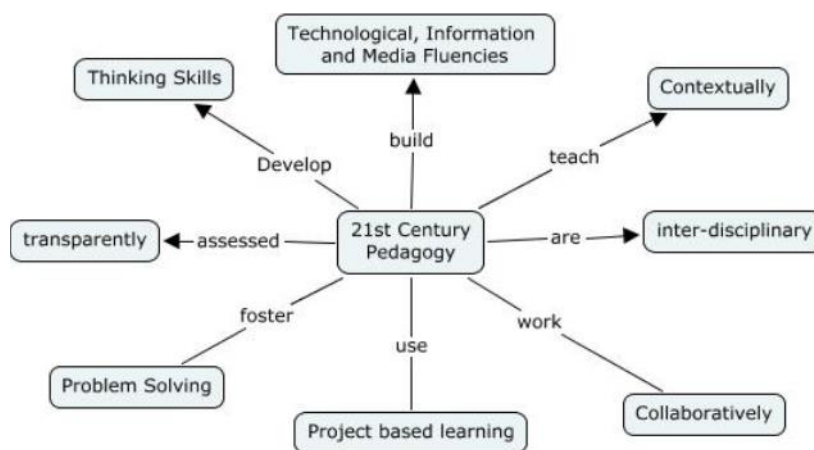 Technological, Information
and Media Fluencies
Thinking Skills
Contextually
build
Develop
teach
21st Century
Pedagogy
transparently
assessed
are
inter-disciplinary
foster
work
use
Problem Solving
Collaboratively
Project based learning